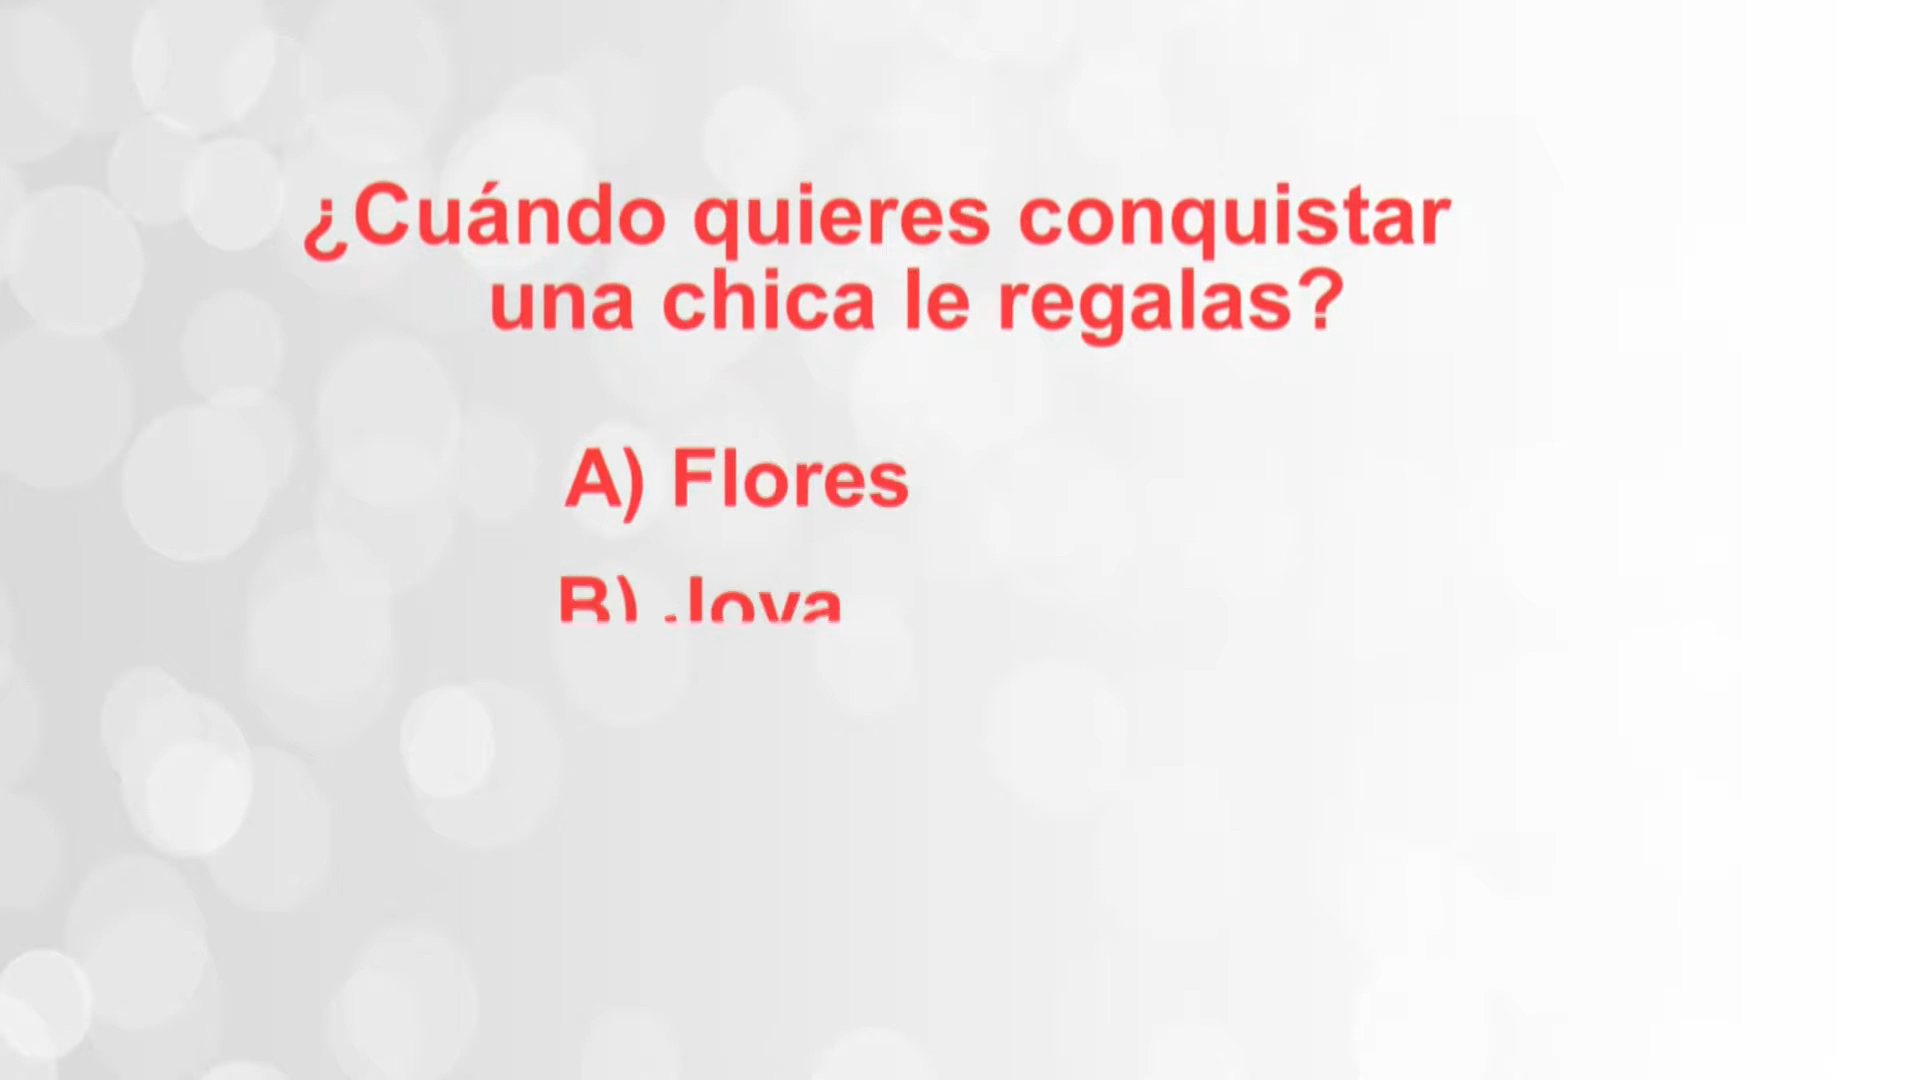 ¿Cuándo quieres conquistar
una chica le regalas?
A) Flores
B) Joya